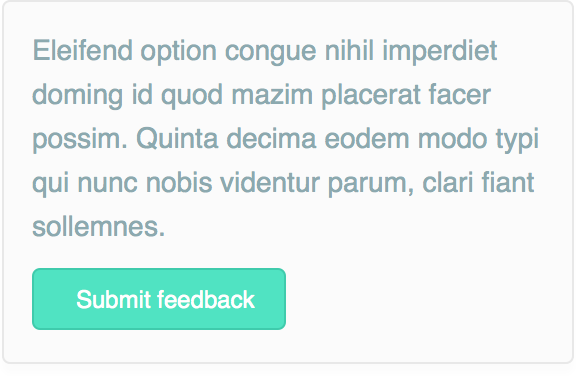 Eleifend option congue nihil imperdiet
doming id quod mazim placerat facer
possim. Quinta decima eodem modo typi
qui nunc nobis videntur parum, clari fiant
sollemnes.
Submit feedback